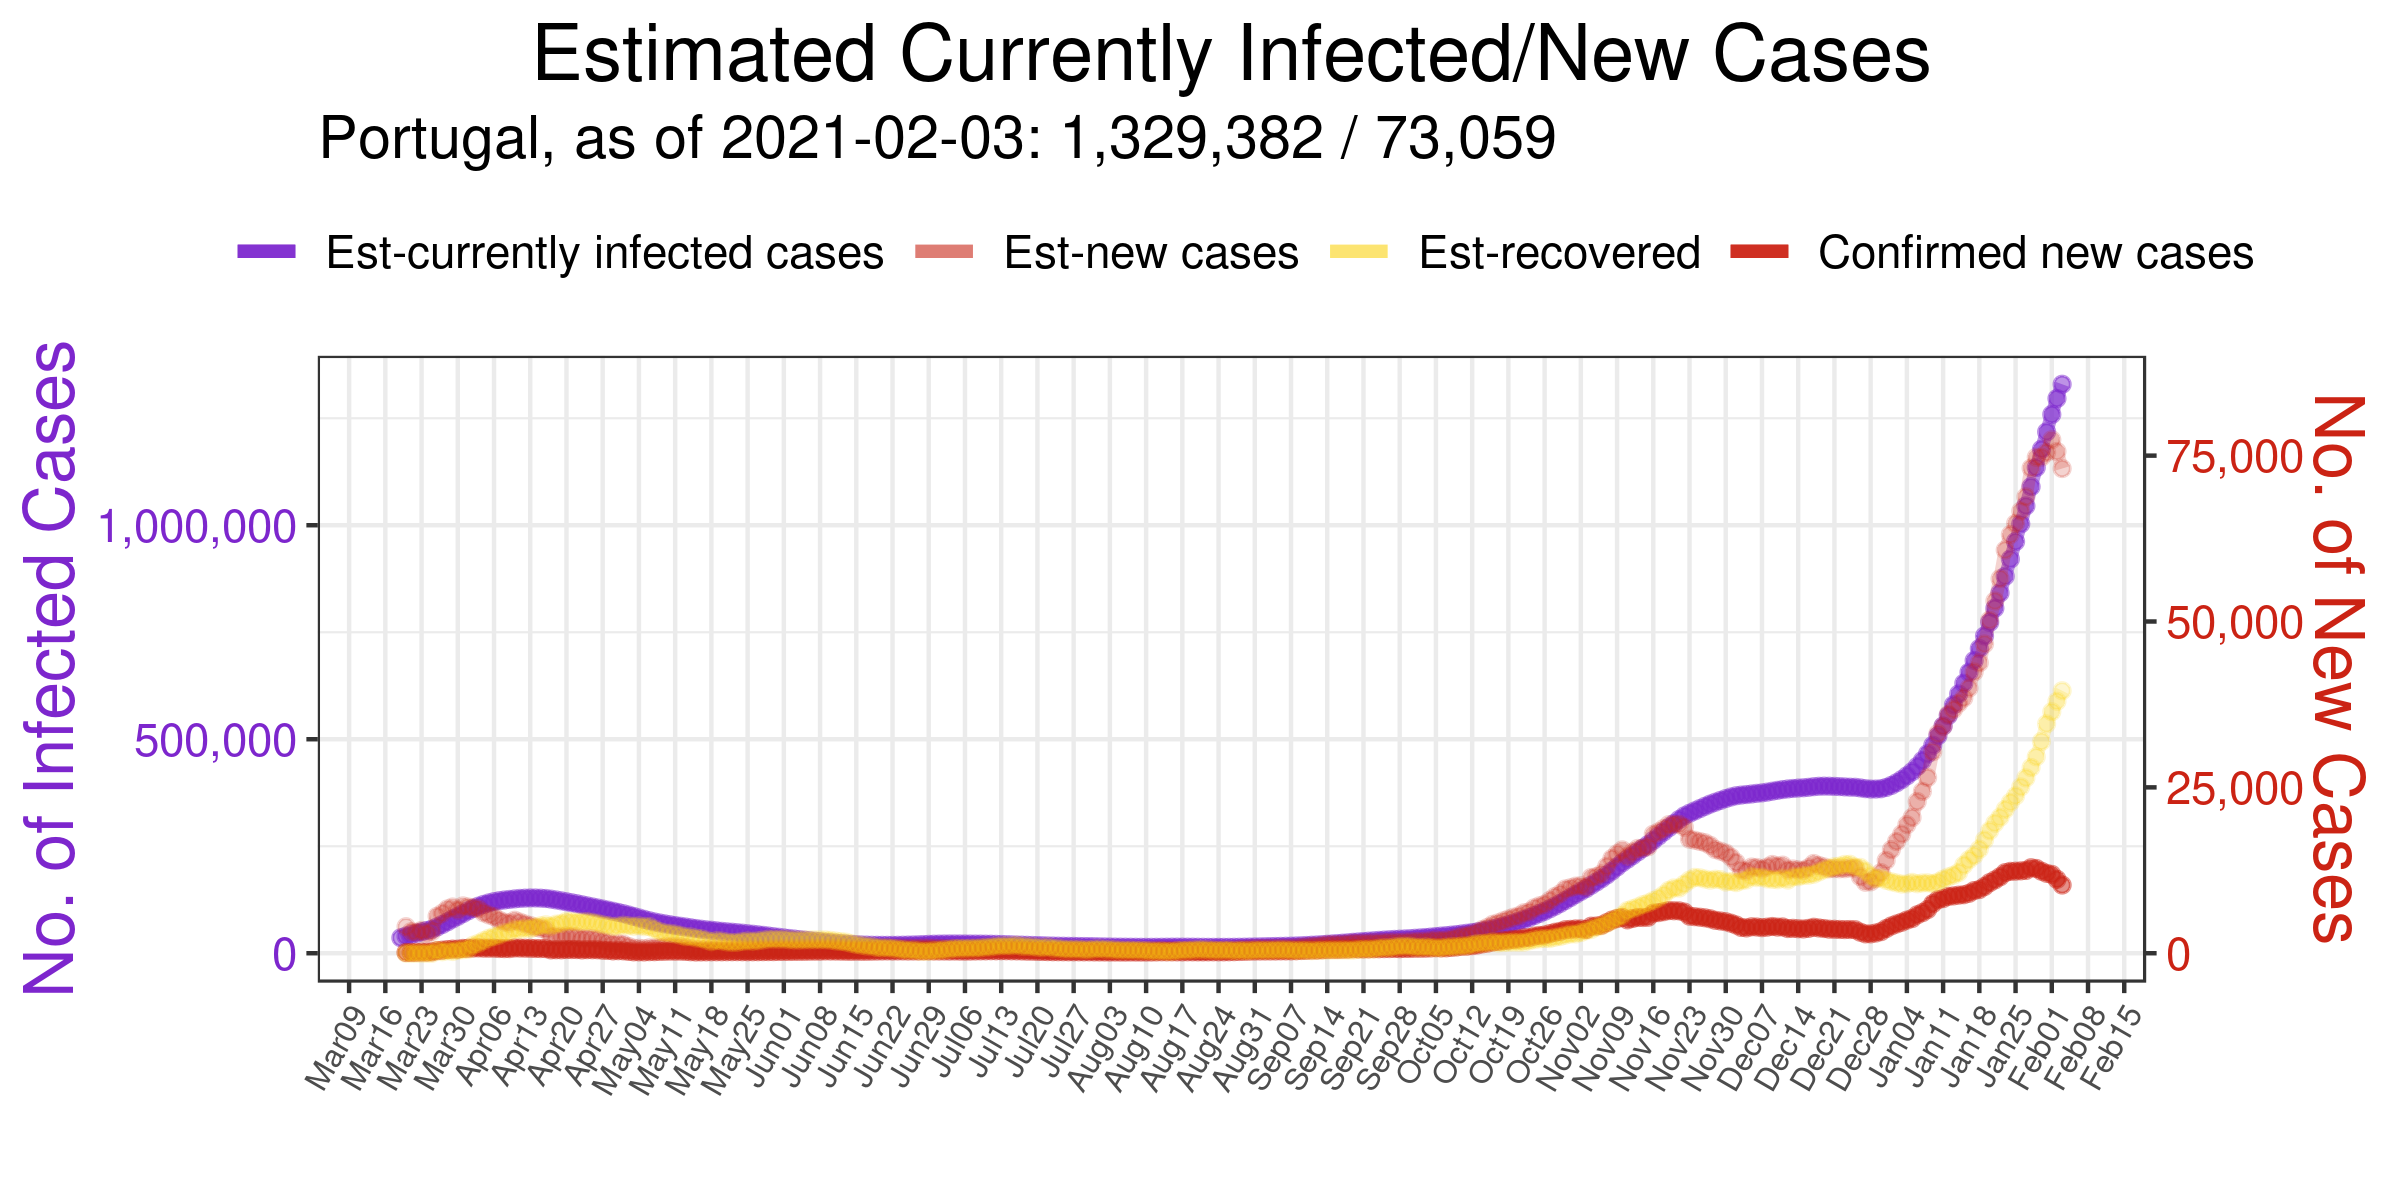 Estimated Currently Infected/New Cases
Portugal, as of 2021-02-03: 1,329,382 / 73,059
Est-currently infected cases Est-new cases Est-recovered Confirmed new cases
No. of Infected Cases
1,000,000
500,000
0
75,000
50,000
25,000
0
No. of New Cases
Mar09 Mar16 Mar23 Mar30 Apr06 Apr13 Apr20 Apr27 May04 May11 May18 May25 Jun01 Jun08 Jun15 Jun22 Jun29 Jul06 Jul13 Jul20 Jul27 Aug03 Aug10 Aug17 Aug24 Aug31 Sep07 Sep14 Sep21 Sep28 Oct05 Oct12 Oct19 Oct26 Nov02 Nov09 Nov16 Nov23 Nov30 Dec07 Dec14 Dec21 Dec28 Jan04 Jan11 Jan18 Jan25 Feb01 Feb08 Feb15